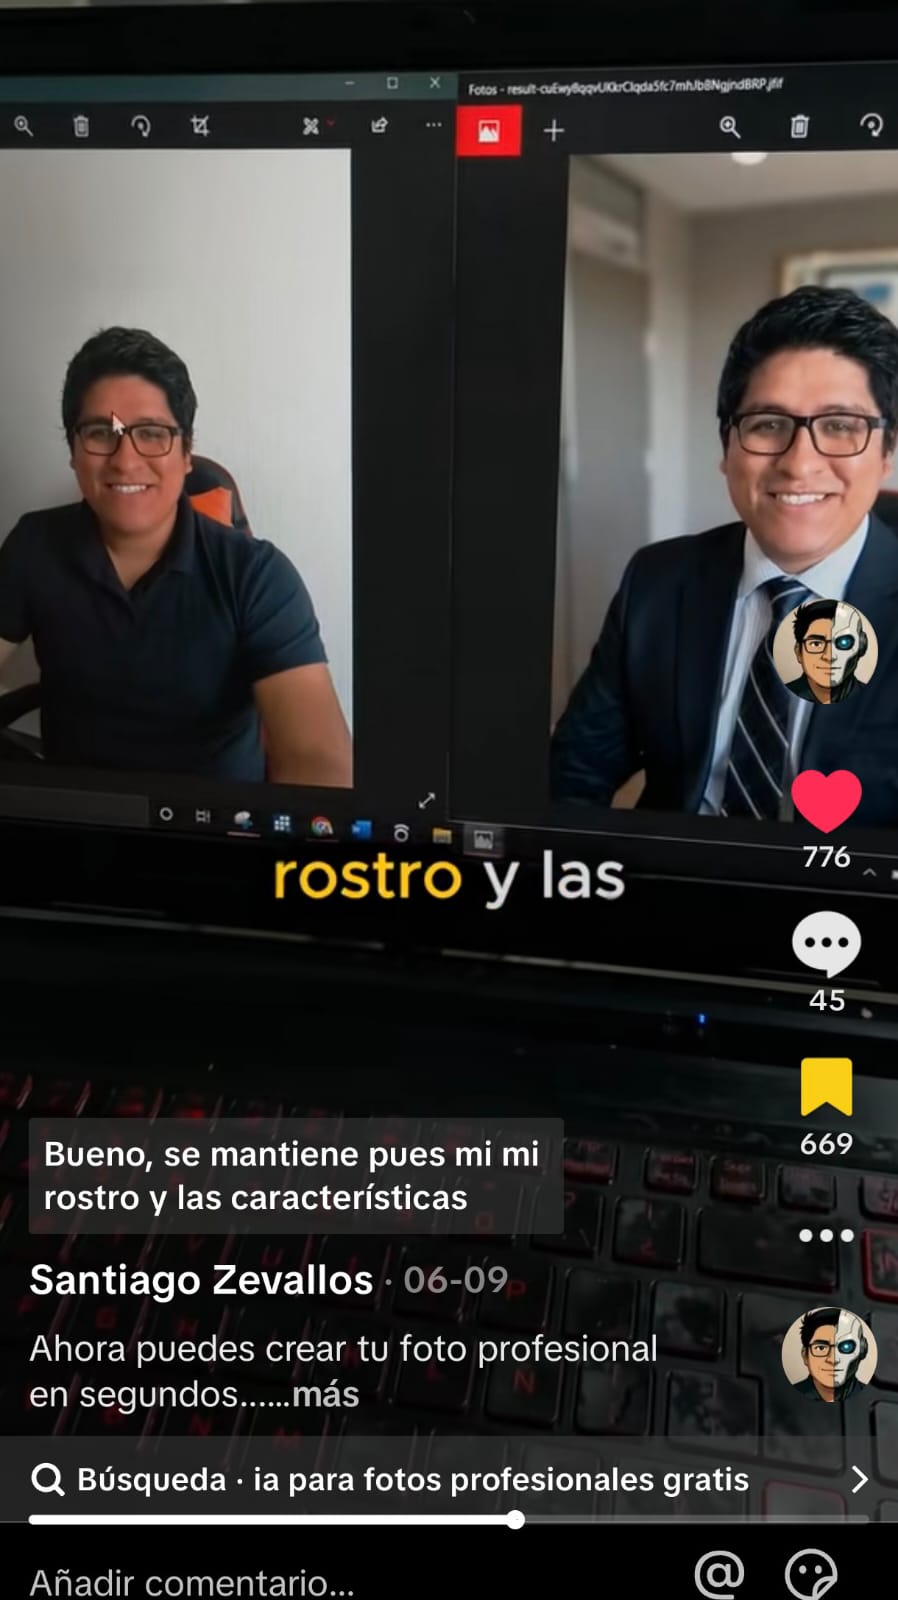 Fotos - result-cuEwy8qqvUKkrClqda5fc7mhJb8NgjndBRP.jfif
rostro y las
776
45
669
Bueno, se mantiene pues mi mi
rostro y las características
Santiago Zevallos · 06-09
Ahora puedes crear tu foto profesional
en segundos......más
Búsqueda · ia para fotos profesionales gratis
Añadir comentario...